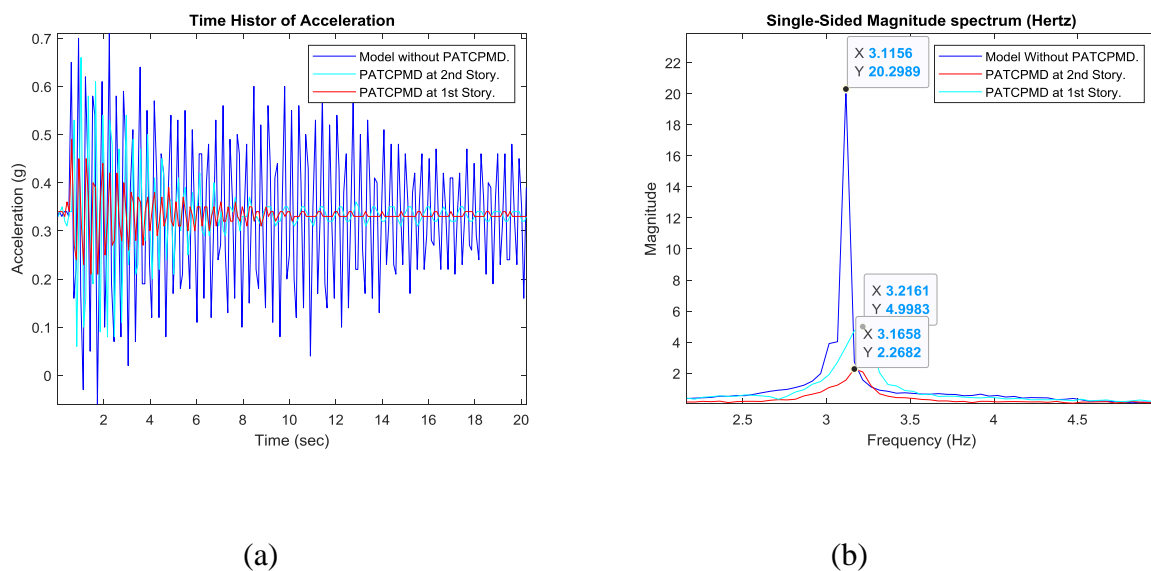 Time Histor of Acceleration
Model without PATCPMD.
PATCPMD at 2nd Story.
PATCPMD at 1st Story.
0.7
0.6
0.5
0.4
0.3
0.2
0.1
0
Acceleration (g)
2 4 6 8 10 12 14 16 18 20
Time (sec)
(a)
Single-Sided Magnitude spectrum (Hertz)
Model Without PATCPMD.
PATCPMD at 2nd Story.
PATCPMD at 1st Story.
X 3.1156
Y 20.2989
X 3.2161
Y 4.9983
X 3.1658
Y 2.2682
22
20
18
16
14
12
10
8
6
4
2
Magnitude
2.5 3 3.5 4 4.5
Frequency (Hz)
(b)